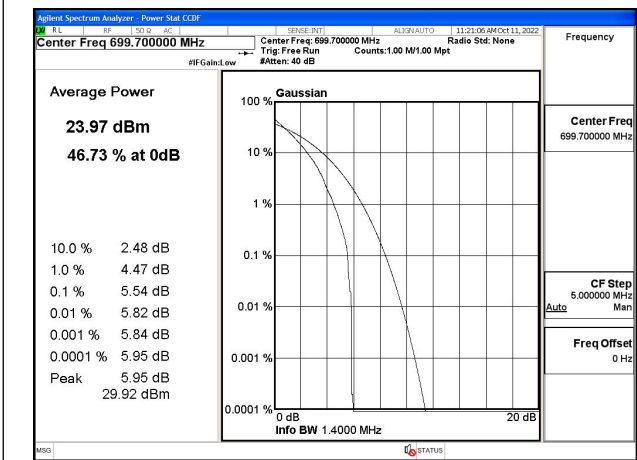 Agilent Spectrum Analyzer - Power Stat CCDF
RL RF 50 Ω AC SENSE:INT ALIGN AUTO 11:21:06 AM Oct 11, 2022
Center Freq 699.700000 MHz
Center Freq: 699.700000 MHz Radio Std: None
Trig: Free Run Counts:1.00 M/1.00 Mpt
#IFGain:Low #Atten: 40 dB
Frequency
Average Power
23.97 dBm
46.73 % at 0dB
10.0 % 2.48 dB
1.0 % 4.47 dB
0.1 % 5.54 dB
0.01 % 5.82 dB
0.001 % 5.84 dB
0.0001 % 5.95 dB
Peak 5.95 dB
29.92 dBm
Gaussian
100 %
10 %
1 %
0.1 %
0.01 %
0.001 %
0.0001 %
0 dB 20 dB
Info BW 1.4000 MHz
Center Freq
699.700000 MHz
CF Step
5.000000 MHz
Auto Man
Freq Offset
0 Hz
MSG STATUS